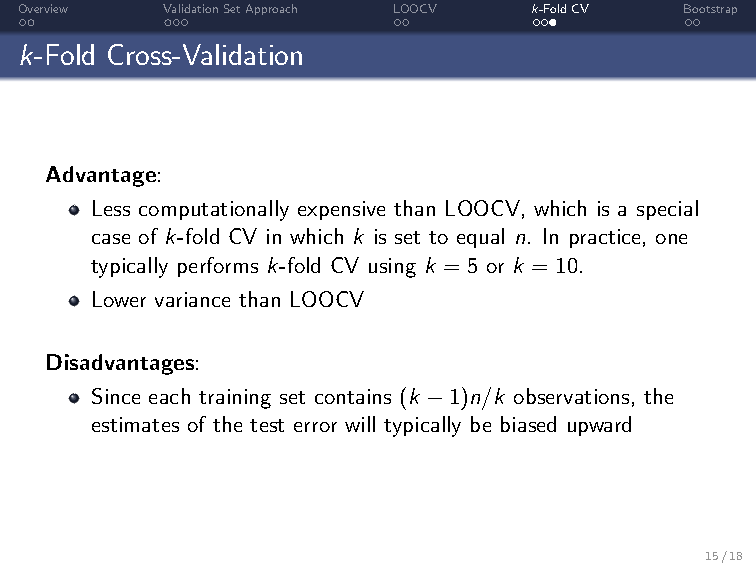 Overview Validation Set Approach LOOCV k-Fold CV Bootstrap
k-Fold Cross-Validation
Advantage:
Less computationally expensive than LOOCV, which is a special
case of k-fold CV in which k is set to equal n. In practice, one
typically performs k-fold CV using k = 5 or k = 10.
Lower variance than LOOCV
Disadvantages:
Since each training set contains (k − 1)n/k observations, the
estimates of the test error will typically be biased upward
15 / 18